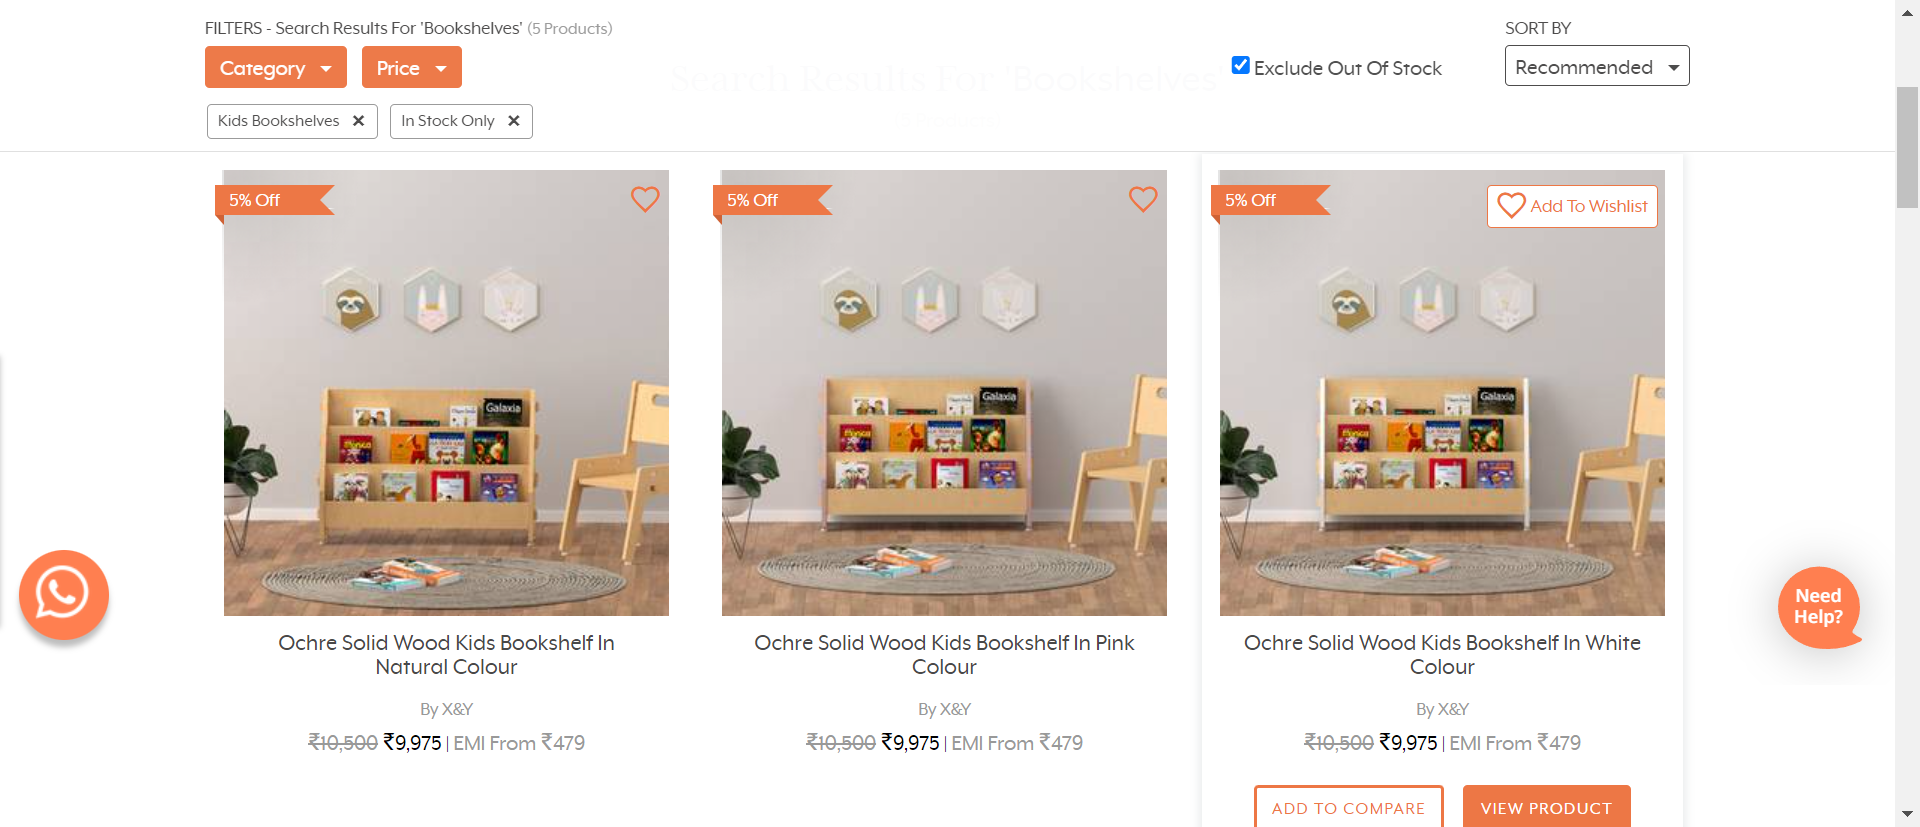 FILTERS - Search Results For 'Bookshelves' (5 Products)
SORT BY
Category
Price
Search Results For 'Bookshelves'
Exclude Out Of Stock
Recommended
Kids Bookshelves ✕
In Stock Only ✕
5% Off
5% Off
5% Off
Add To Wishlist
Galaxia
Galaxia
Galaxia
Need
Help?
Ochre Solid Wood Kids Bookshelf In
Natural Colour
By X&Y
₹10,500 ₹9,975 | EMI From ₹479
Ochre Solid Wood Kids Bookshelf In Pink
Colour
By X&Y
₹10,500 ₹9,975 | EMI From ₹479
Ochre Solid Wood Kids Bookshelf In White
Colour
By X&Y
₹10,500 ₹9,975 | EMI From ₹479
ADD TO COMPARE
VIEW PRODUCT